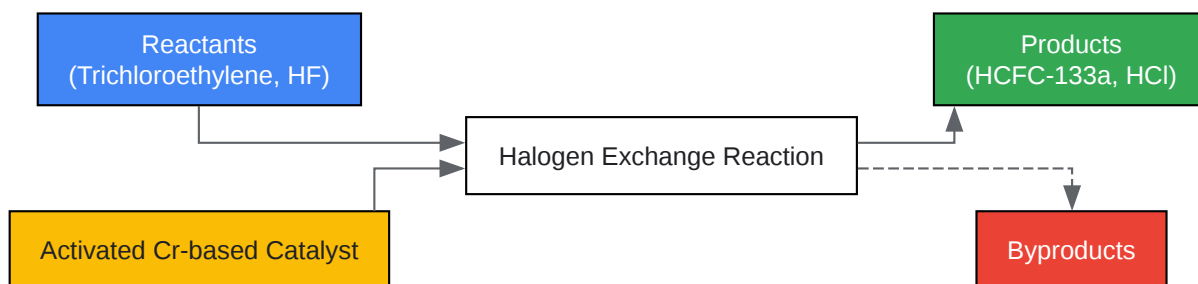 Reactants
(Trichloroethylene, HF)
Products
(HCFC-133a, HCl)
Halogen Exchange Reaction
Activated Cr-based Catalyst
Byproducts